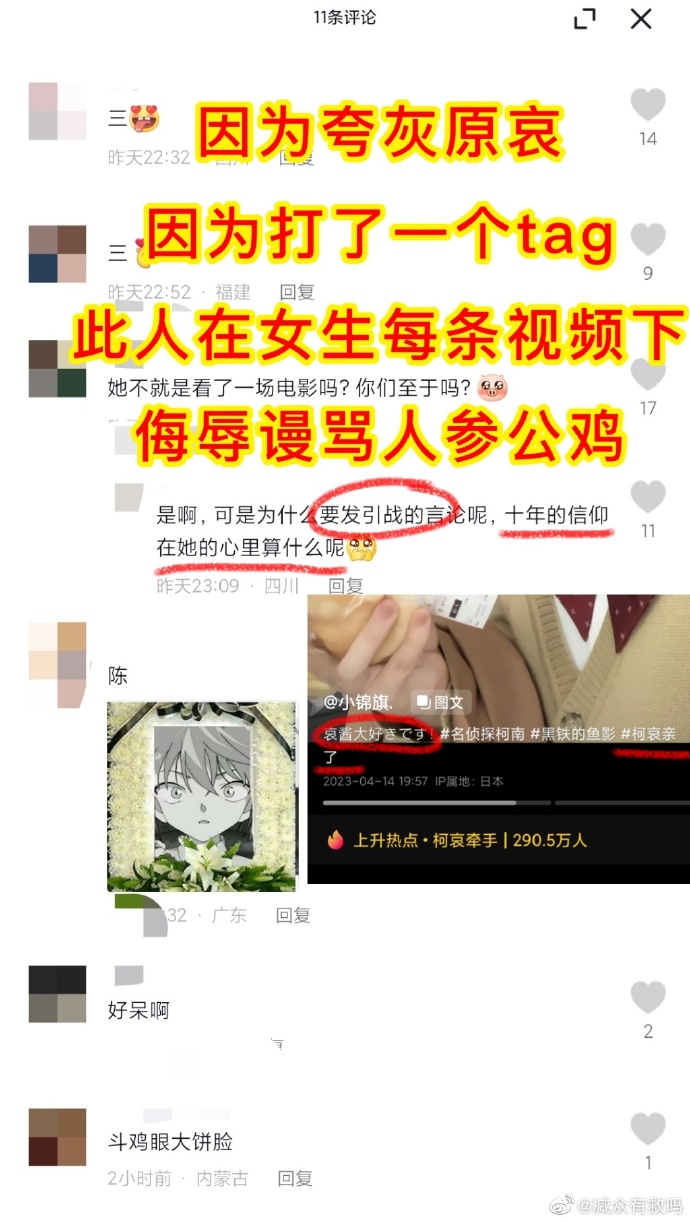 11条评论
三
因为夸灰原哀
14
昨天22:32
回复
因为打了一个tag
三
9
昨天22:52 · 福建 回复
此人在女生每条视频下
她不就是看了一场电影吗？你们至于吗？
17
侮辱谩骂人参公鸡
是啊，可是为什么要发引战的言论呢，十年的信仰
在她的心里算什么呢
11
昨天23:09 · 四川 回复
陈
@小锦旗. 图文
哀酱大好きです！#名侦探柯南 #黑铁的鱼影 #柯哀亲
了
2023-04-14 19:57 IP属地：日本
上升热点·柯哀牵手 | 290.5万人
32 · 广东 回复
好呆啊
2
斗鸡眼大饼脸
1
2小时前 · 内蒙古 回复
@减众有救吗